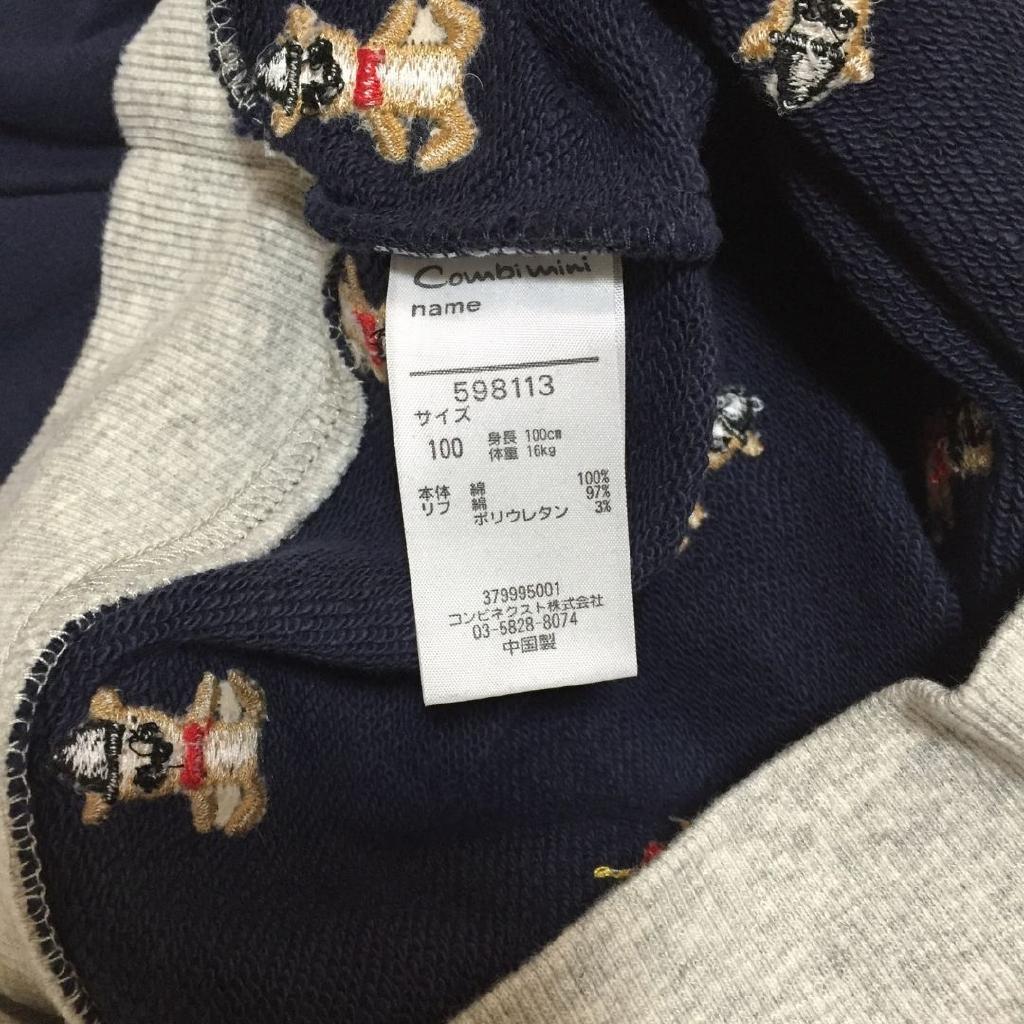 Combi mini
name
598113
サイズ
100 身長 100cm
体重 16kg
本体 綿 100%
リブ 綿 97%
ポリウレタン 3%
379995001
コンビネクスト株式会社
03-5828-8074
中国製